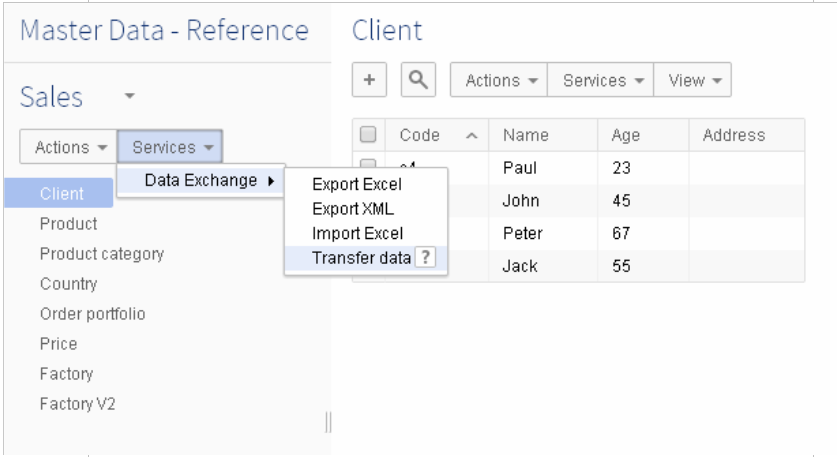 Master Data - Reference
Client
Sales
Actions
Services
View
Actions
Services
Code
Name
Age
Address
Data Exchange
Export Excel
Export XML
Import Excel
Transfer data ?
Paul
23
John
45
Peter
67
Jack
55
Client
Product
Product category
Country
Order portfolio
Price
Factory
Factory V2